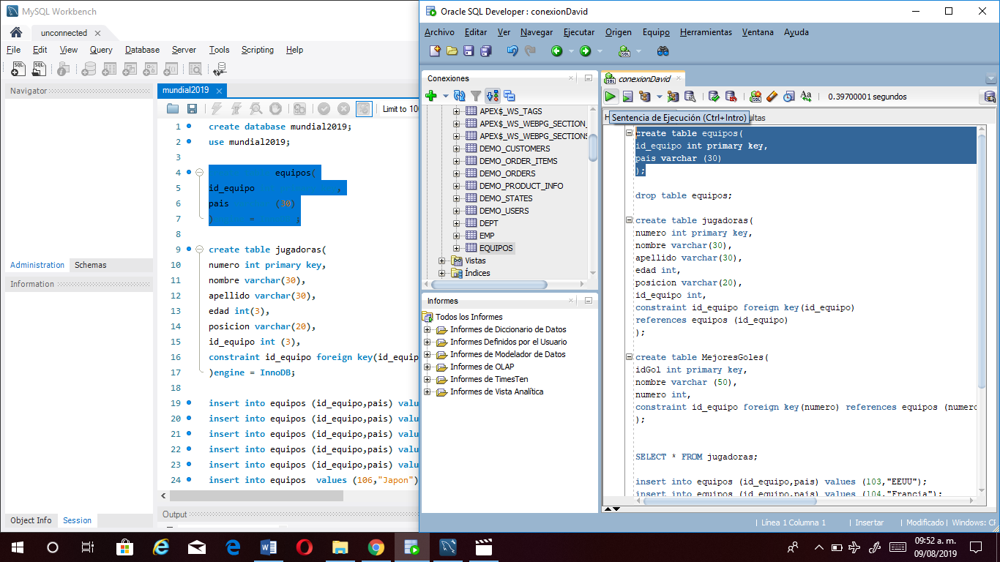 MySQL Workbench
unconnected
File Edit View Query Database Server Tools Scripting Help
Navigator
Administration Schemas
Information
Object Info Session
mundial2019
Limit to 100
1 create database mundial2019;
2 use mundial2019;
3
4 equipos(
5 id_equipo ,
6 pais (30)
7 ) = ;
8
9 create table jugadoras(
10 numero int primary key,
11 nombre varchar(30),
12 apellido varchar(30),
13 edad int(3),
14 posicion varchar(20),
15 id_equipo int (3),
16 constraint id_equipo foreign key(id_equip
17 )engine = InnoDB;
18
19 insert into equipos (id_equipo,pais) valu
20 insert into equipos (id_equipo,pais) valu
21 insert into equipos (id_equipo,pais) valu
22 insert into equipos (id_equipo,pais) valu
23 insert into equipos (id_equipo,pais) valu
24 insert into equipos values (106,"Japon")
Output
Oracle SQL Developer : conexionDavid
Archivo Editar Ver Navegar Ejecutar Origen Equipo Herramientas Ventana Ayuda
Conexiones
APEX$_WS_TAGS
APEX$_WS_WEBPG_SECTION_
APEX$_WS_WEBPG_SECTIONS
DEMO_CUSTOMERS
DEMO_ORDER_ITEMS
DEMO_ORDERS
DEMO_PRODUCT_INFO
DEMO_STATES
DEMO_USERS
DEPT
EMP
EQUIPOS
Vistas
Índices
Informes
Todos los Informes
Informes de Diccionario de Datos
Informes Definidos por el Usuario
Informes de Modelador de Datos
Informes de OLAP
Informes de TimesTen
Informes de Vista Analítica
conexionDavid
0.39700001 segundos
H Sentencia de Ejecución (Ctrl+Intro) ultas
create table equipos(
id_equipo int primary key,
pais varchar (30)
);
drop table equipos;
create table jugadoras(
numero int primary key,
nombre varchar(30),
apellido varchar(30),
edad int,
posicion varchar(20),
id_equipo int,
constraint id_equipo foreign key(id_equipo)
references equipos (id_equipo)
);
create table MejoresGoles(
idGol int primary key,
nombre varchar (50),
numero int,
constraint id_equipo foreign key(numero) references equipos (numero
);
SELECT * FROM jugadoras;
insert into equipos (id_equipo,pais) values (103,"EEUU");
insert into equipos (id_equipo,pais) values (104,"Francia");
Línea 1 Columna 1 Insertar Modificado Windows: CR
09:52 a. m.
09/08/2019